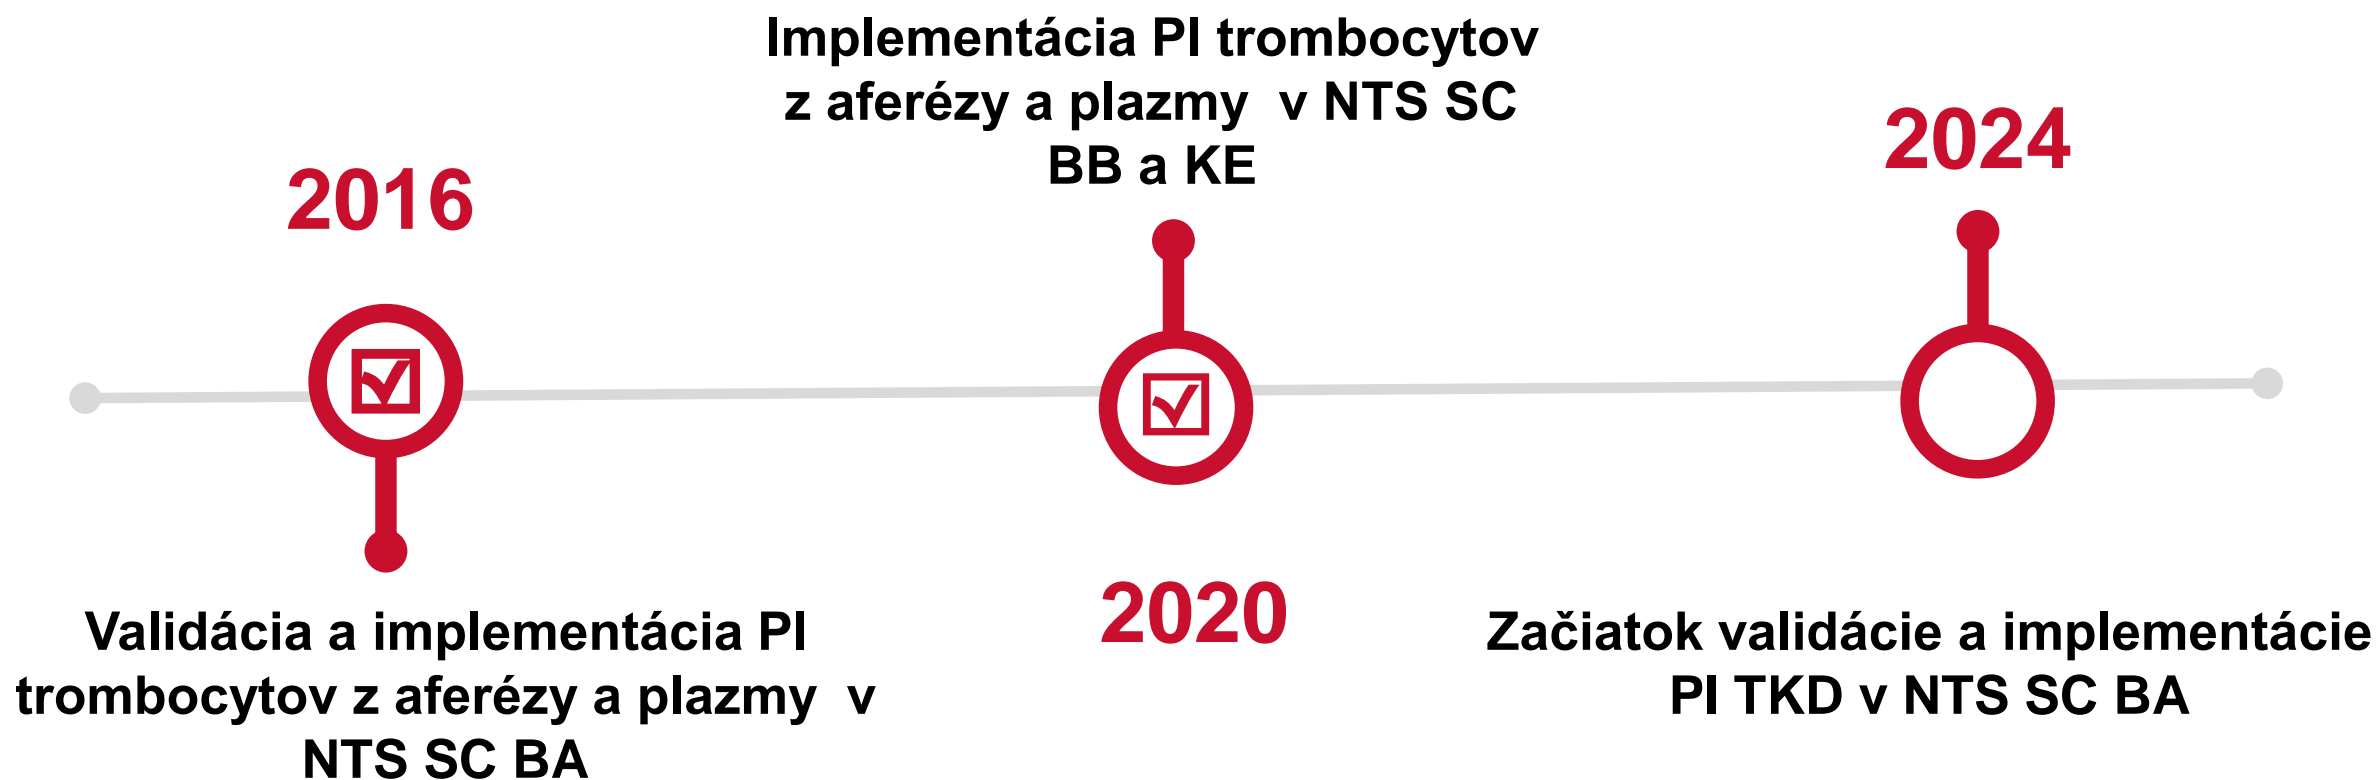 2016
Validácia a implementácia PI
trombocytov z aferézy a plazmy v
NTS SC BA
Implementácia PI trombocytov
z aferézy a plazmy v NTS SC
BB a KE
2020
2024
Začiatok validácie a implementácie
PI TKD v NTS SC BA